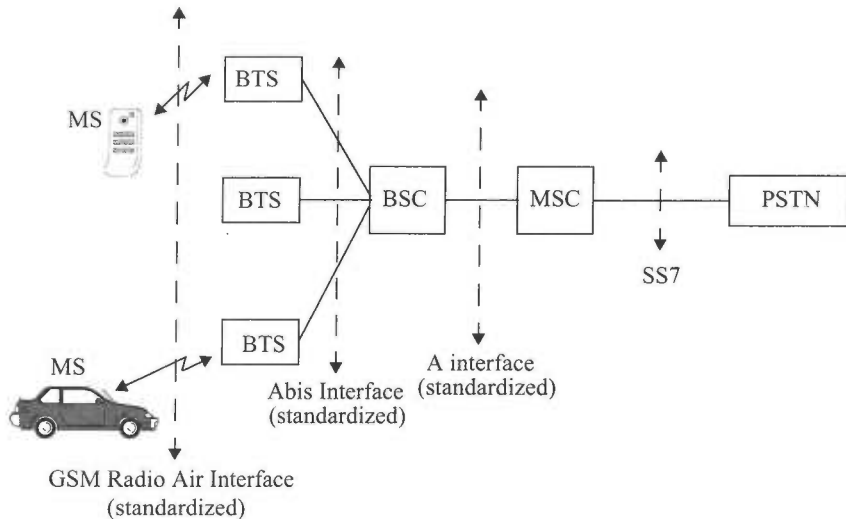 BTS
MS
BTS
BSC
MSC
PSTN
SS7
BTS
MS
A interface
(standardized)
Abis Interface
(standardized)
GSM Radio Air Interface
(standardized)